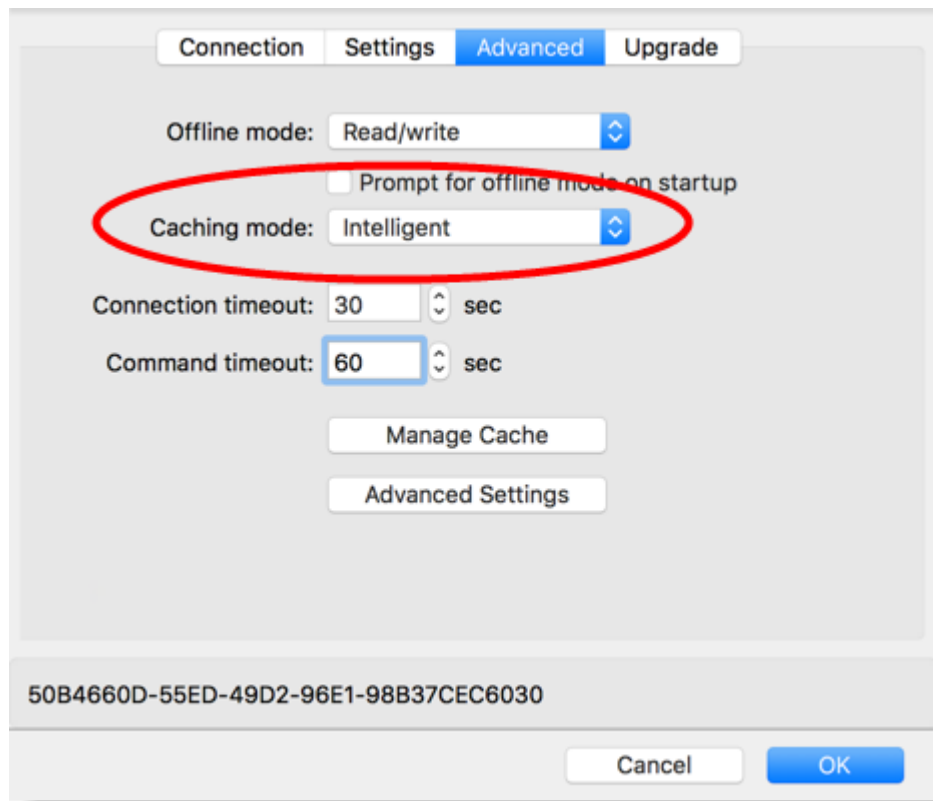 Connection Settings Advanced Upgrade
Offline mode: Read/write
Prompt for offline mode on startup
Caching mode: Intelligent
Connection timeout: 30 sec
Command timeout: 60 sec
Manage Cache
Advanced Settings
50B4660D-55ED-49D2-96E1-98B37CEC6030
Cancel OK